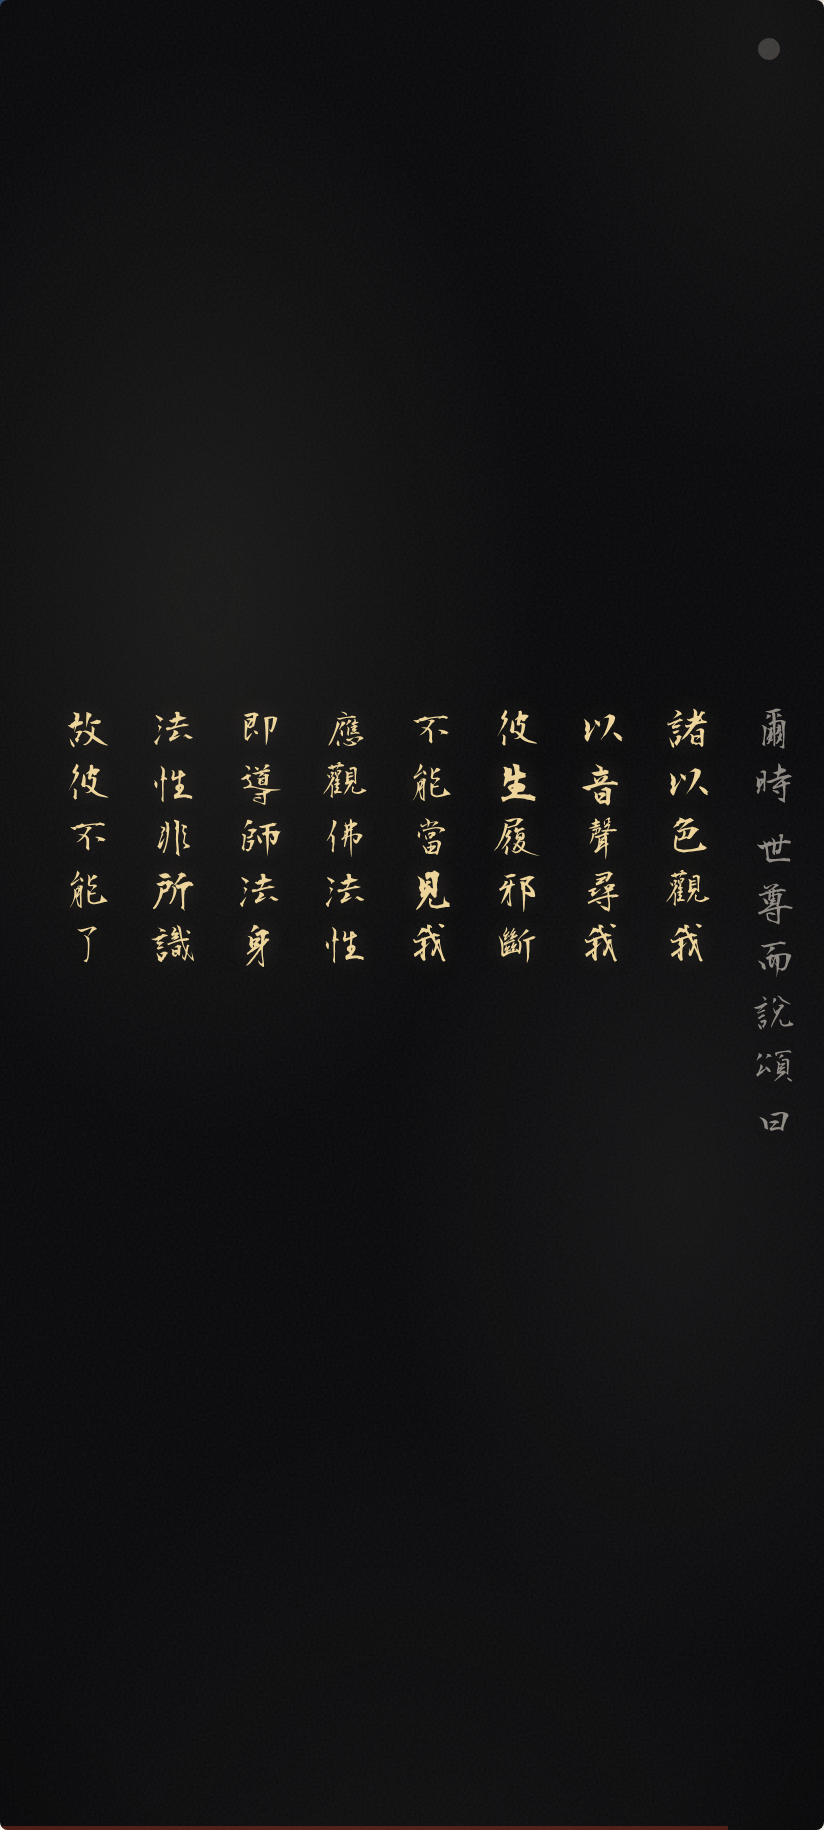 爾時世尊而說頌曰
諸以色觀我
以音聲尋我
彼生履邪斷
不能當見我
應觀佛法性
即導師法身
法性非所識
故彼不能了